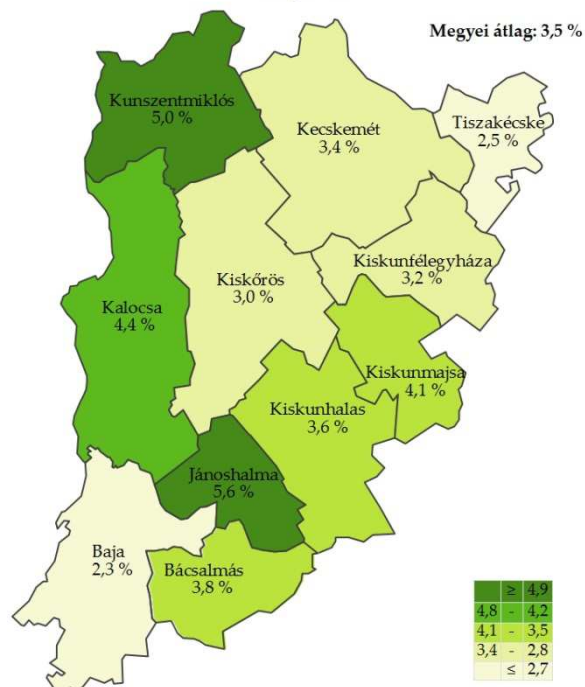 Megyei átlag: 3,5 %
Kunszentmiklós
5,0 %
Kecskemét
3,4 %
Tiszakécske
2,5 %
Kiskunfélegyháza
3,2 %
Kiskőrös
3,0 %
Kalocsa
4,4 %
Kiskunmajsa
4,1 %
Kiskunhalas
3,6 %
Jánoshalma
5,6 %
Baja
2,3 %
Bácsalmás
3,8 %
≥ 4,9
4,8 - 4,2
4,1 - 3,5
3,4 - 2,8
≤ 2,7